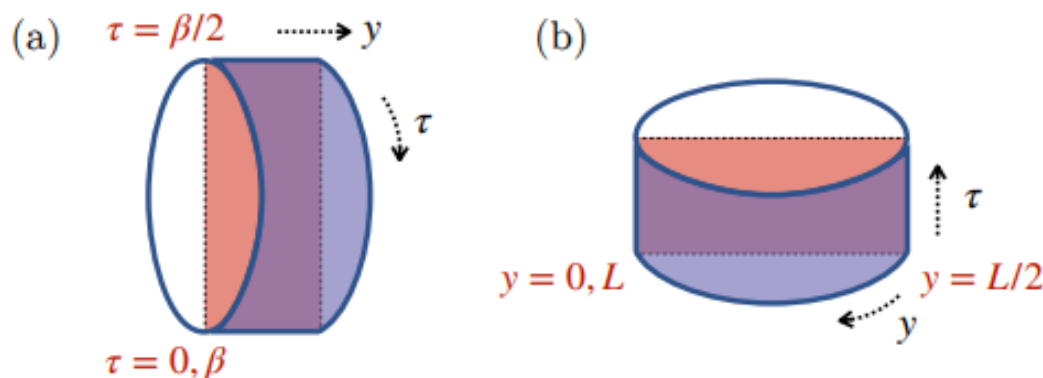 (a)
τ = β/2
y
τ
τ = 0, β
(b)
τ
y = 0, L
y = L/2
y